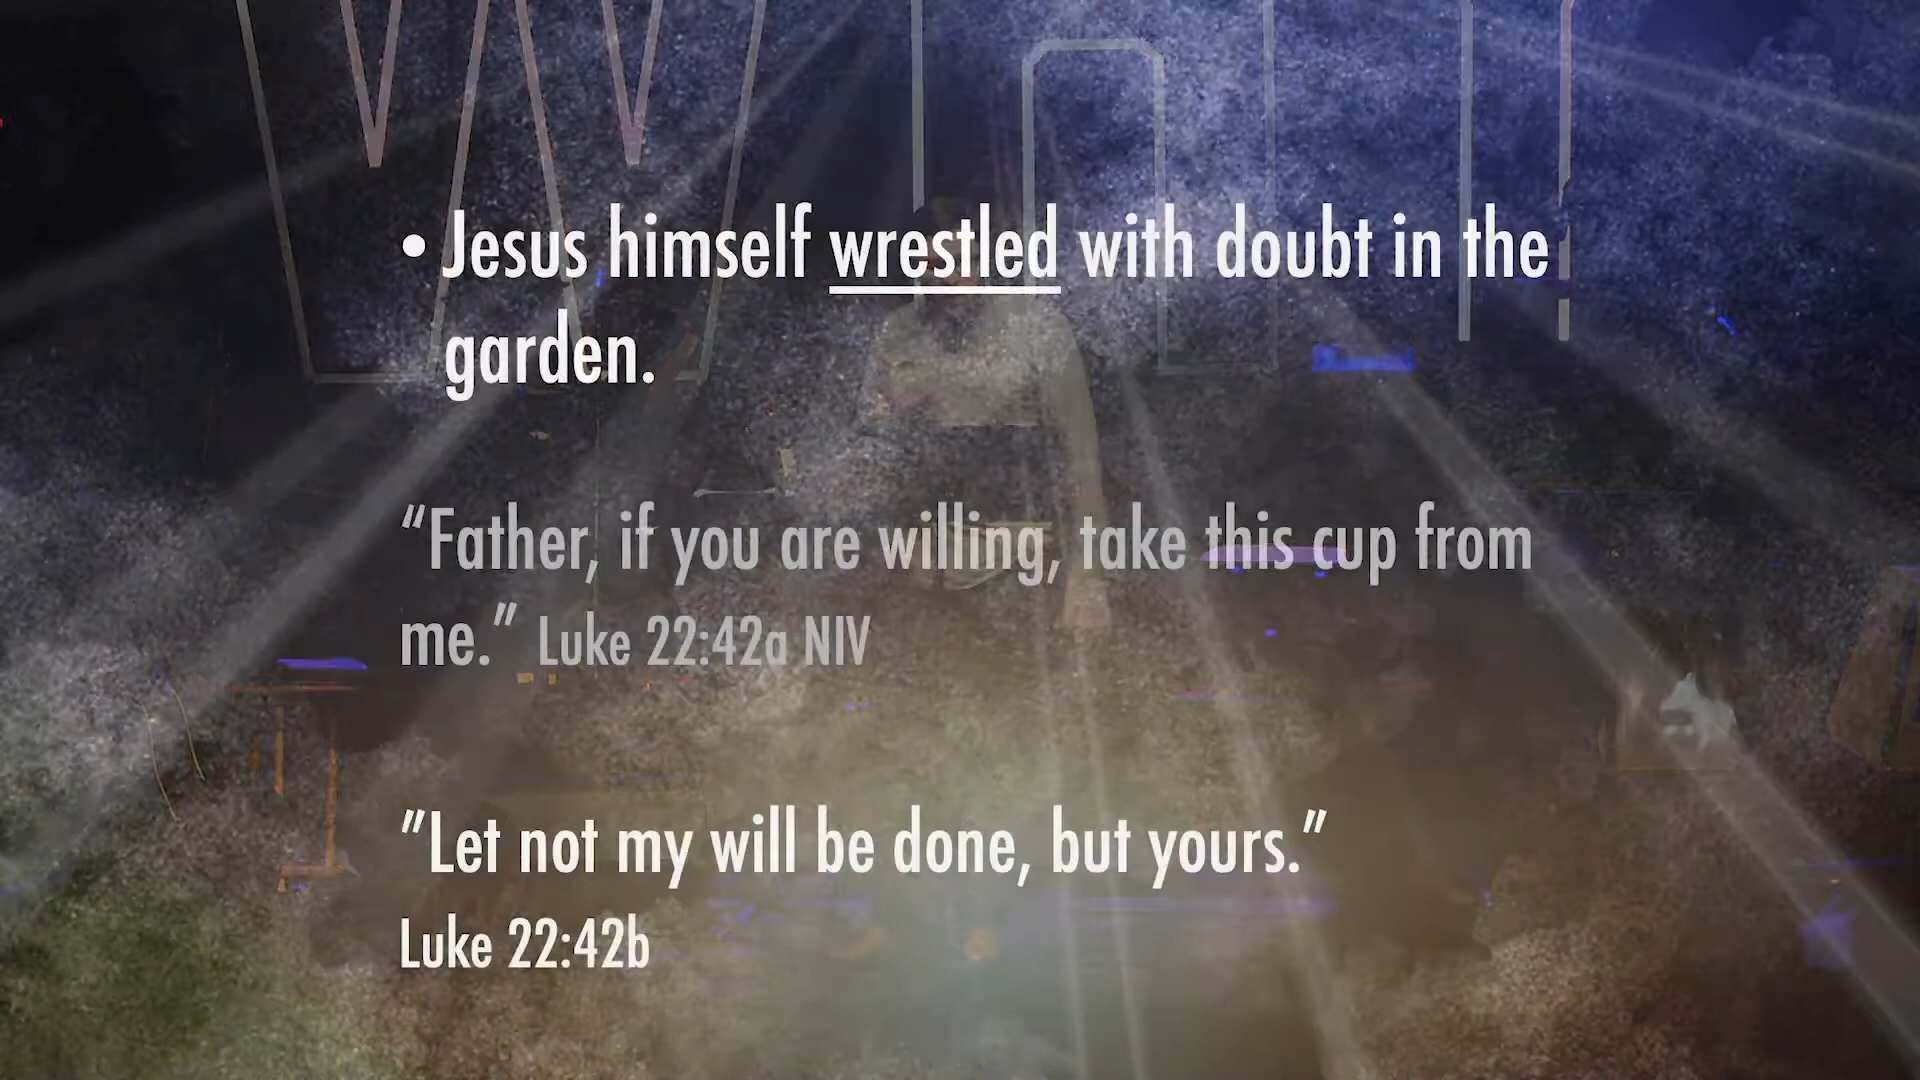 • Jesus himself wrestled with doubt in the
garden.
“Father, if you are willing, take this cup from
me.” Luke 22:42a NIV
”Let not my will be done, but yours.”
Luke 22:42b